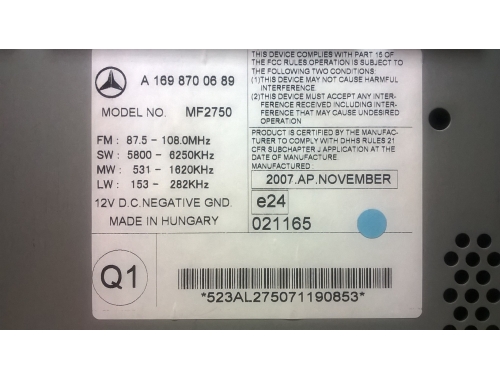 A 169 870 06 89
MODEL NO. MF2750
FM : 87.5 - 108.0MHz
SW : 5800 - 6250KHz
MW : 531 - 1620KHz
LW : 153 - 282KHz
12V D.C. NEGATIVE GND.
MADE IN HUNGARY
THIS DEVICE COMPLIES WITH PART 15 OF
THE FCC RULES OPERATION IS SUBJECT TO
THE FOLLOWING TWO CONDITIONS:
(1) THIS DEVICE MAY NOT CAUSE HARMFUL
INTERFERENCE.
(2) THIS DEVICE MUST ACCEPT ANY INTER-
FERENCE RECEIVED INCLUDING INTER-
FERENCE THAT MAY CAUSE UNDESIRED
OPERATION
PRODUCT IS CERTIFIED BY THE MANUFAC-
TURER TO COMPLY WITH DHHS RULES 21
CFR SUBCHAPTER J APPLICATION AT THE
DATE OF MANUFACTURE.
MANUFACTURED:
2007.AP.NOVEMBER
e24
021165
Q1
*523AL275071190853*